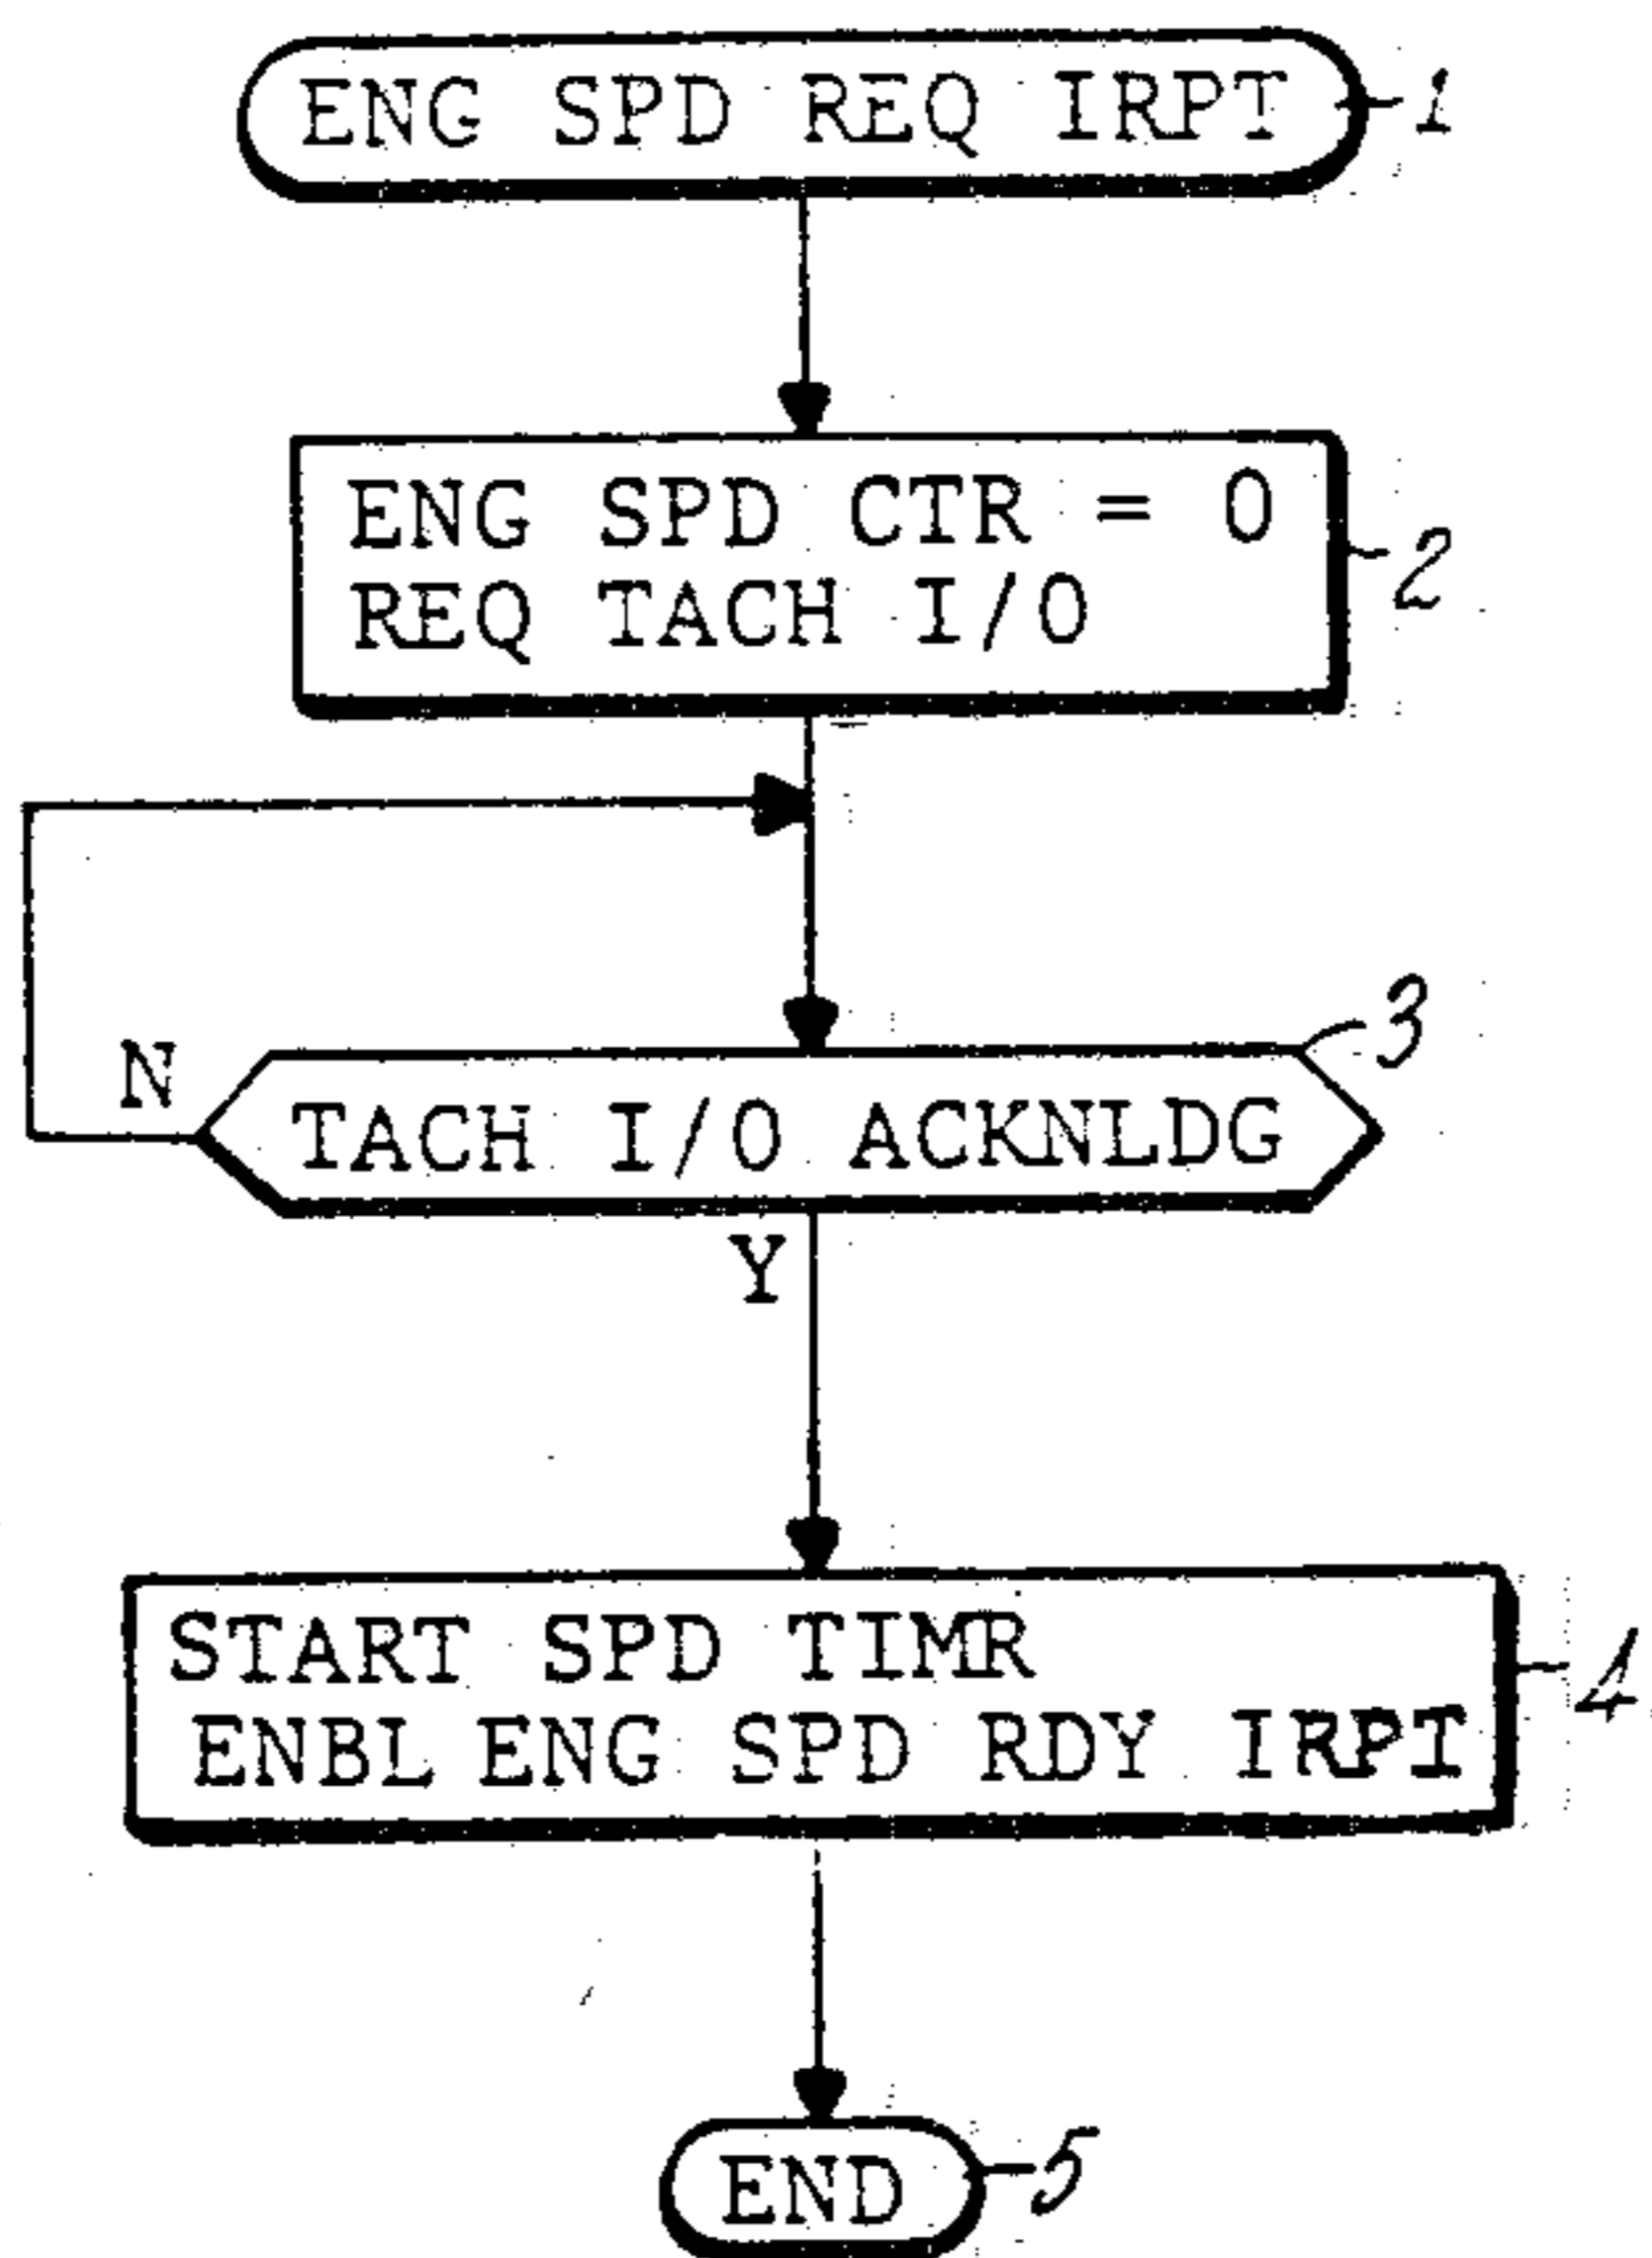 ENG SPD REQ IRPT 1
ENG SPD CTR = 0
REQ TACH I/O
2
3
N
TACH I/O ACKNLDG
Y
START SPD TIMR
4
ENBL ENG SPD RDY IRPT
END 5